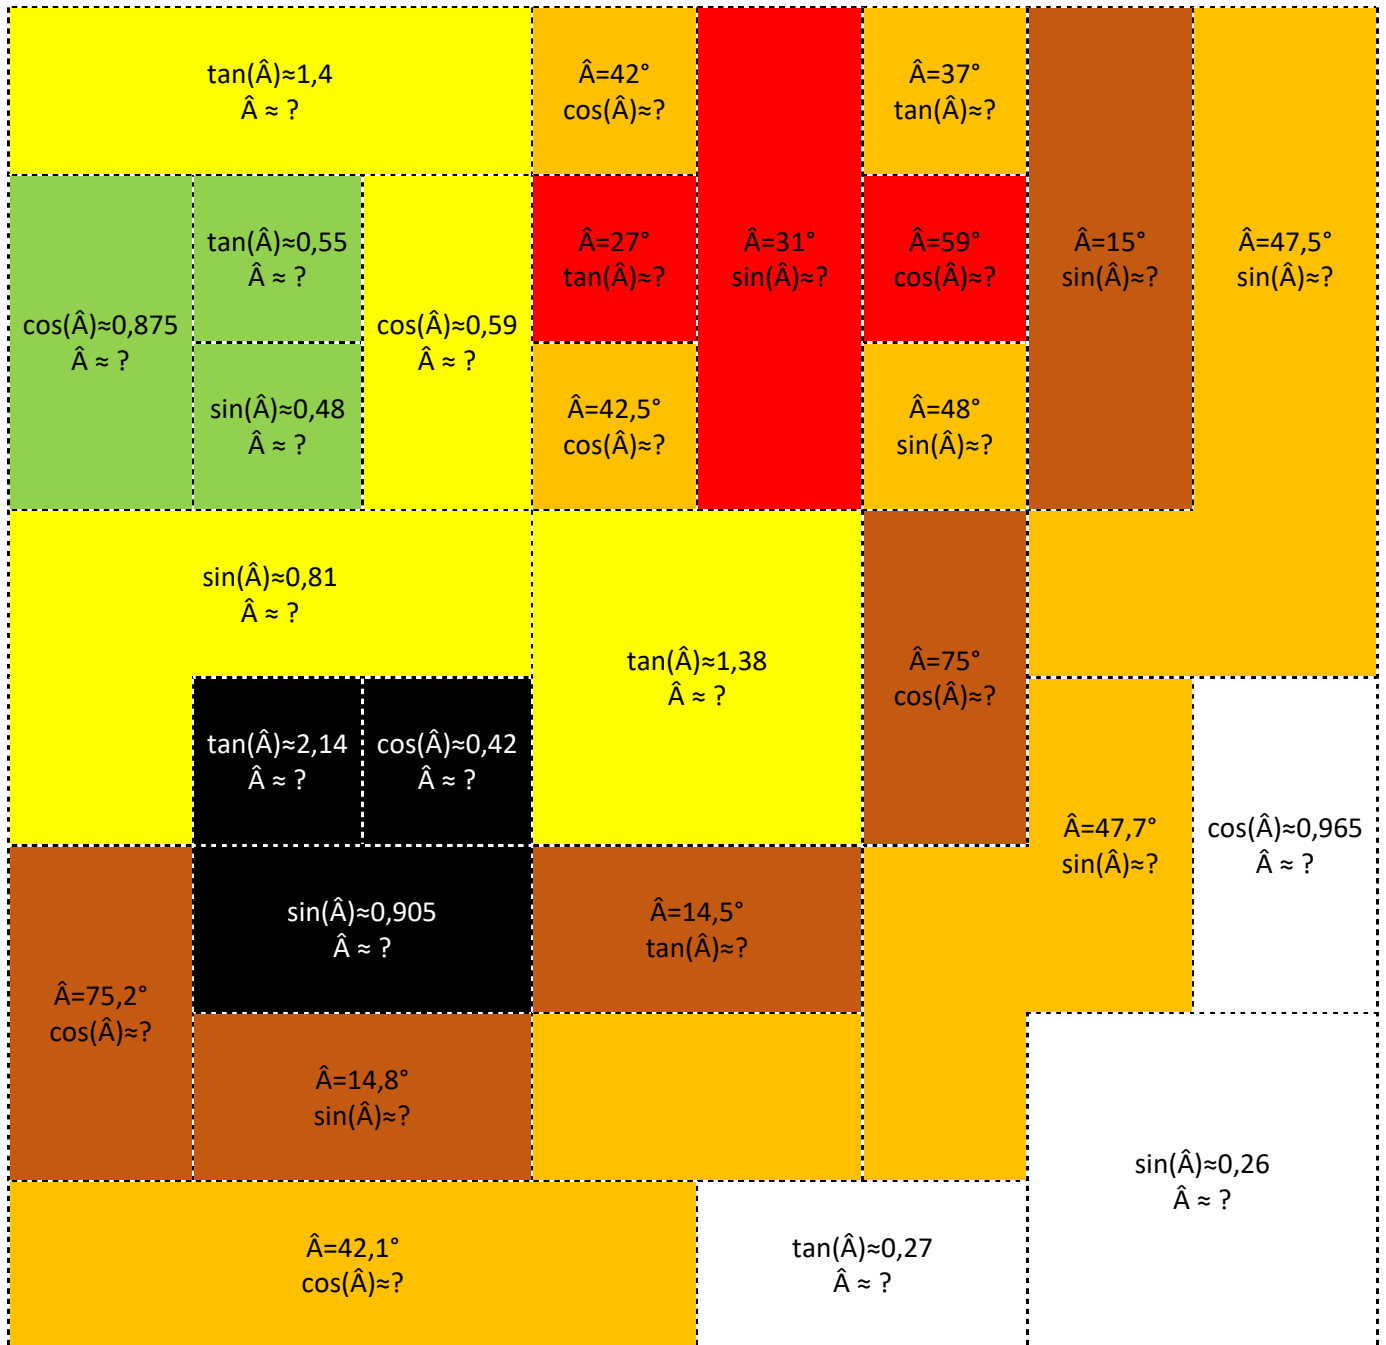 tan(Â)≈1,4
Â ≈ ?
Â=42°
cos(Â)≈?
Â=37°
tan(Â)≈?
tan(Â)≈0,55
Â ≈ ?
Â=27°
tan(Â)≈?
Â=31°
sin(Â)≈?
Â=59°
cos(Â)≈?
Â=15°
sin(Â)≈?
Â=47,5°
sin(Â)≈?
cos(Â)≈0,875
Â ≈ ?
cos(Â)≈0,59
Â ≈ ?
sin(Â)≈0,48
Â ≈ ?
Â=42,5°
cos(Â)≈?
Â=48°
sin(Â)≈?
sin(Â)≈0,81
Â ≈ ?
tan(Â)≈1,38
Â ≈ ?
Â=75°
cos(Â)≈?
tan(Â)≈2,14
Â ≈ ?
cos(Â)≈0,42
Â ≈ ?
Â=47,7°
sin(Â)≈?
cos(Â)≈0,965
Â ≈ ?
sin(Â)≈0,905
Â ≈ ?
Â=14,5°
tan(Â)≈?
Â=75,2°
cos(Â)≈?
Â=14,8°
sin(Â)≈?
sin(Â)≈0,26
Â ≈ ?
Â=42,1°
cos(Â)≈?
tan(Â)≈0,27
Â ≈ ?